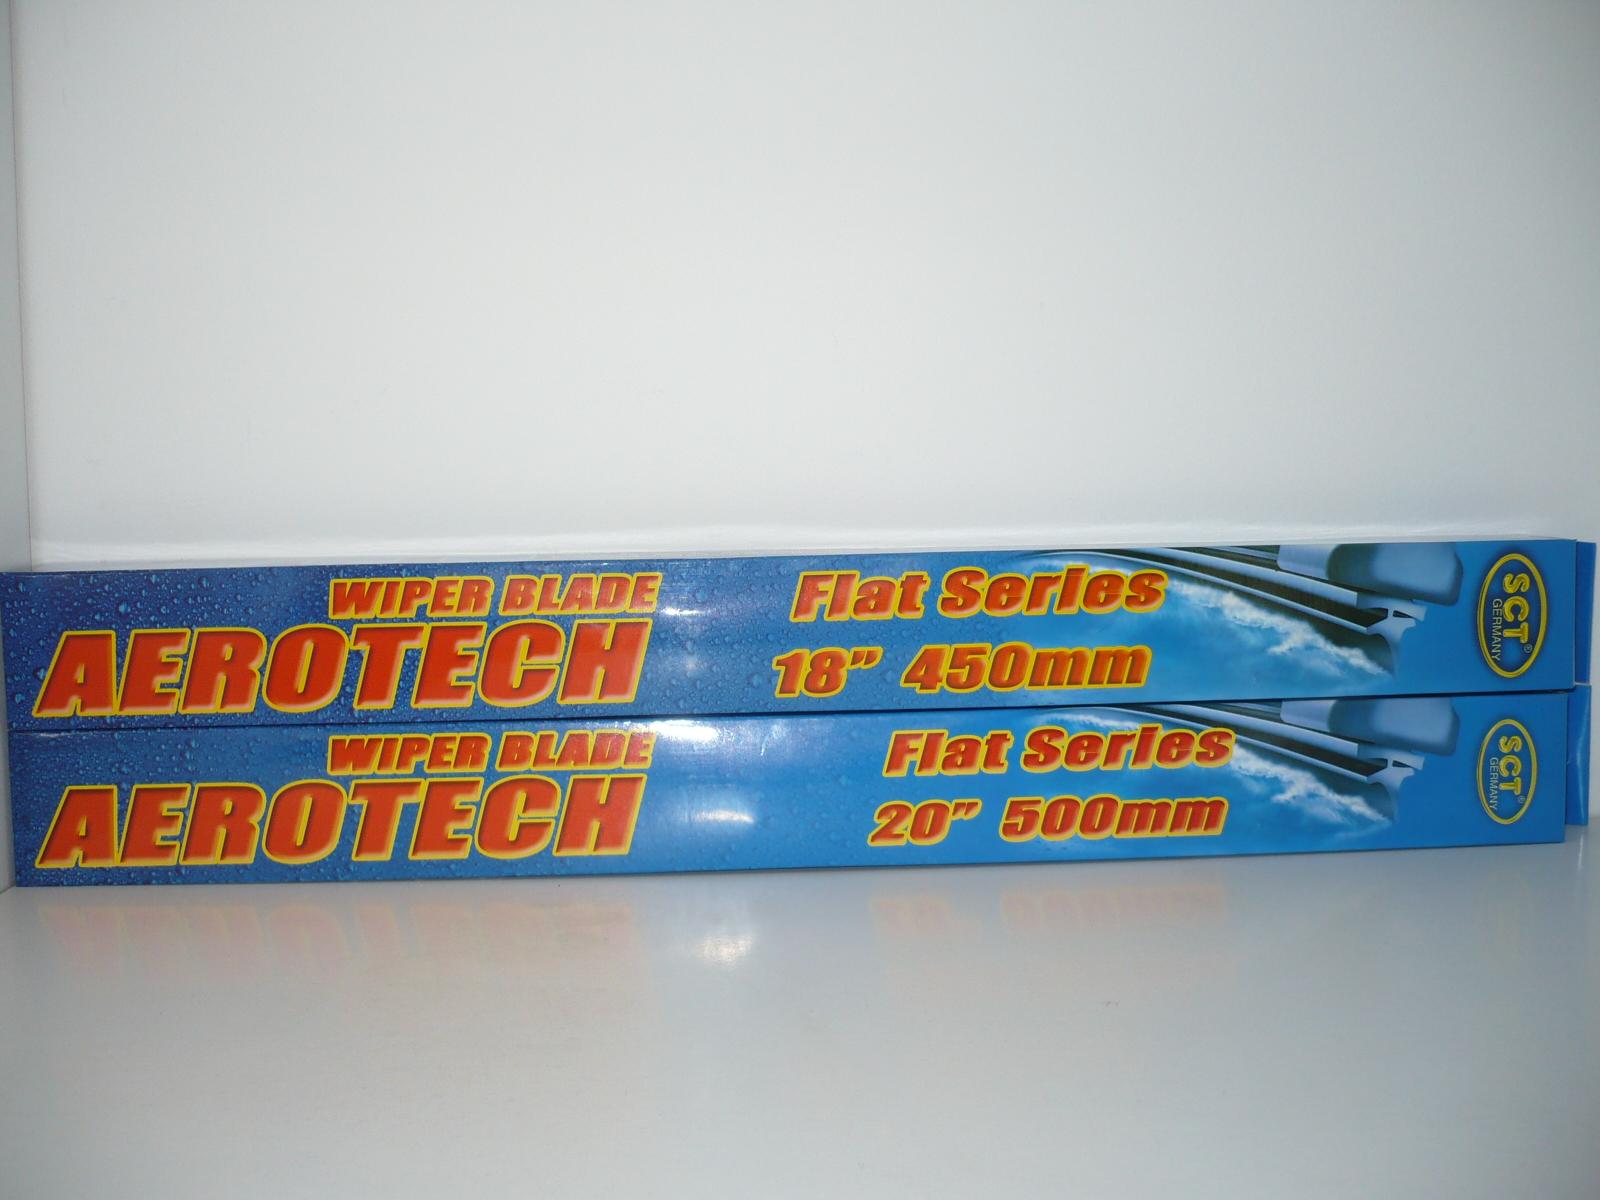 WIPER BLADE
AEROTECH
Flat Series
18" 450mm
SCT®
GERMANY
WIPER BLADE
AEROTECH
Flat Series
20" 500mm
SCT®
GERMANY